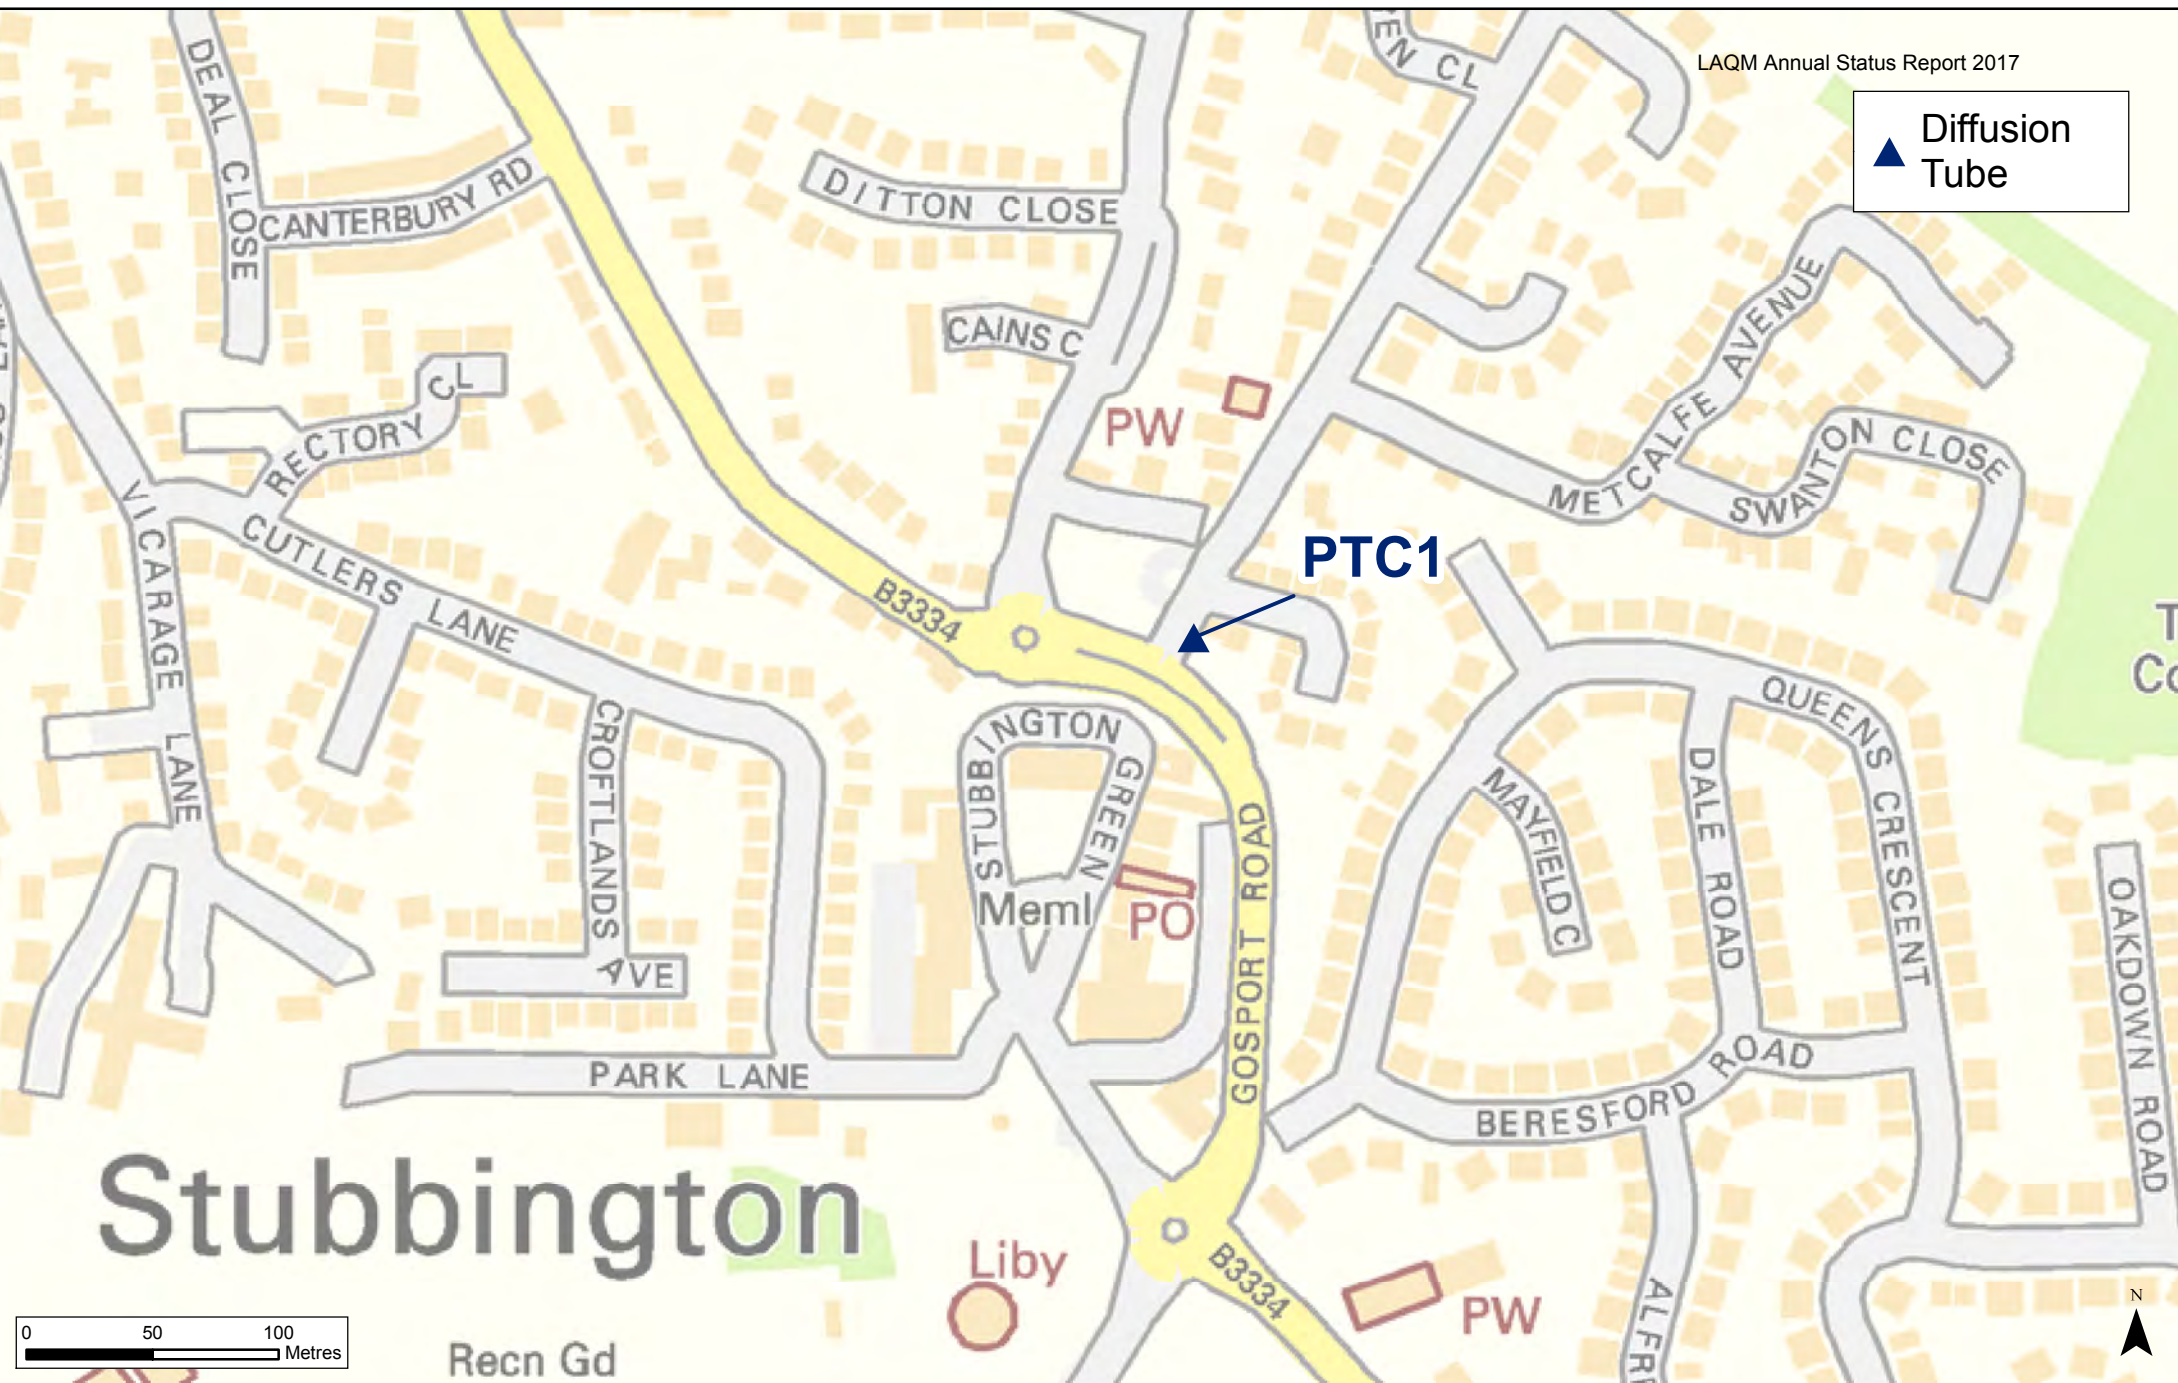 LAQM Annual Status Report 2017
Diffusion
Tube
DEAL CLOSE
CANTERBURY RD
DITTON CLOSE
EN CL
CAINS C
RECTORY CL
PW
METCALFE AVENUE
SWANTON CLOSE
VICARAGE LANE
CUTLERS LANE
B3334
PTC1
CROFTLANDS AVE
STUBBINGTON GREEN
Meml
PO
GOSPORT ROAD
QUEENS CRESCENT
MAYFIELD C
DALE ROAD
OAKDOWN ROAD
PARK LANE
BERESFORD ROAD
Stubbington
Liby
B3334
PW
ALFR
Recn Gd
0 50 100
Metres
N